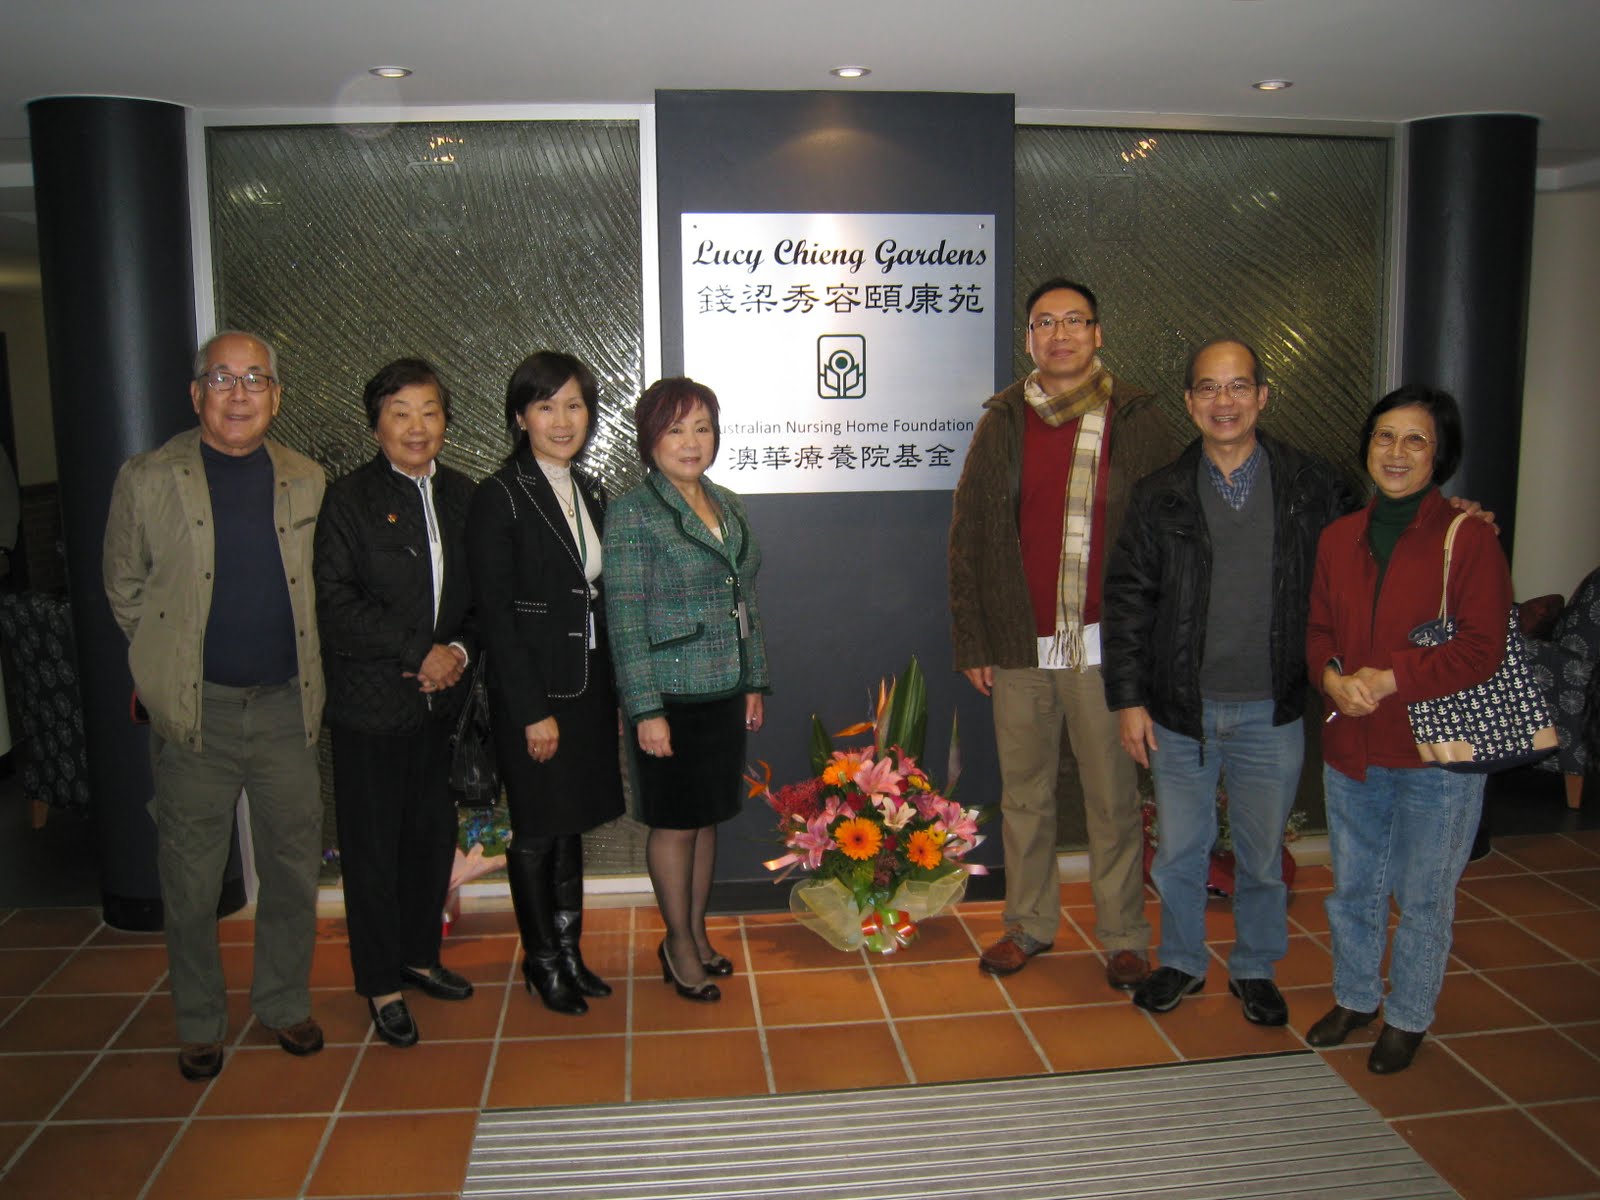 Lucy Chieng Gardens
錢梁秀容頤康苑
ustralian Nursing Home Foundation
澳華療養院基金